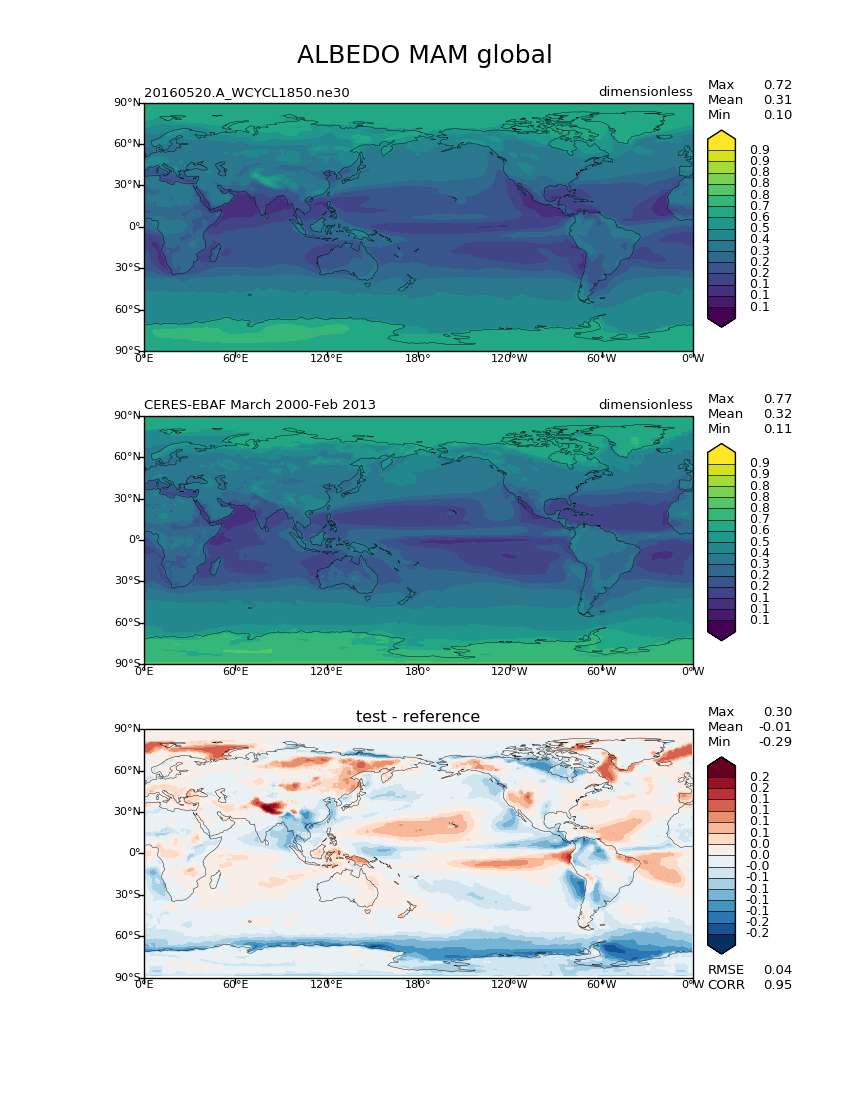 ALBEDO MAM global
20160520.A_WCYCL1850.ne30
dimensionless
Max 0.72
Mean 0.31
Min 0.10
90°N
60°N
30°N
0°
30°S
60°S
90°S
0°E 60°E 120°E 180° 120°W 60°W 0°W
0.9
0.9
0.8
0.8
0.8
0.7
0.6
0.5
0.4
0.3
0.2
0.2
0.1
0.1
0.1
CERES-EBAF March 2000-Feb 2013
dimensionless
Max 0.77
Mean 0.32
Min 0.11
90°N
60°N
30°N
0°
30°S
60°S
90°S
0°E 60°E 120°E 180° 120°W 60°W 0°W
0.9
0.9
0.8
0.8
0.8
0.7
0.6
0.5
0.4
0.3
0.2
0.2
0.1
0.1
0.1
test - reference
Max 0.30
Mean -0.01
Min -0.29
90°N
60°N
30°N
0°
30°S
60°S
90°S
0°E 60°E 120°E 180° 120°W 60°W 0°W
0.2
0.2
0.1
0.1
0.1
0.1
0.0
0.0
-0.0
-0.1
-0.1
-0.1
-0.1
-0.2
-0.2
RMSE 0.04
CORR 0.95